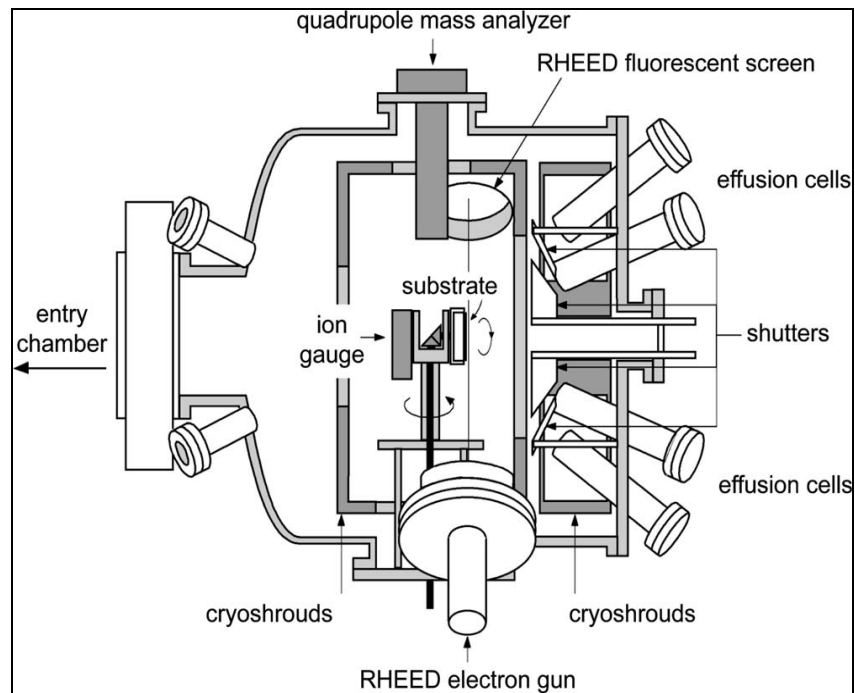 quadrupole mass analyzer
RHEED fluorescent screen
effusion cells
substrate
ion
gauge
entry
chamber
shutters
effusion cells
cryoshrouds
cryoshrouds
RHEED electron gun